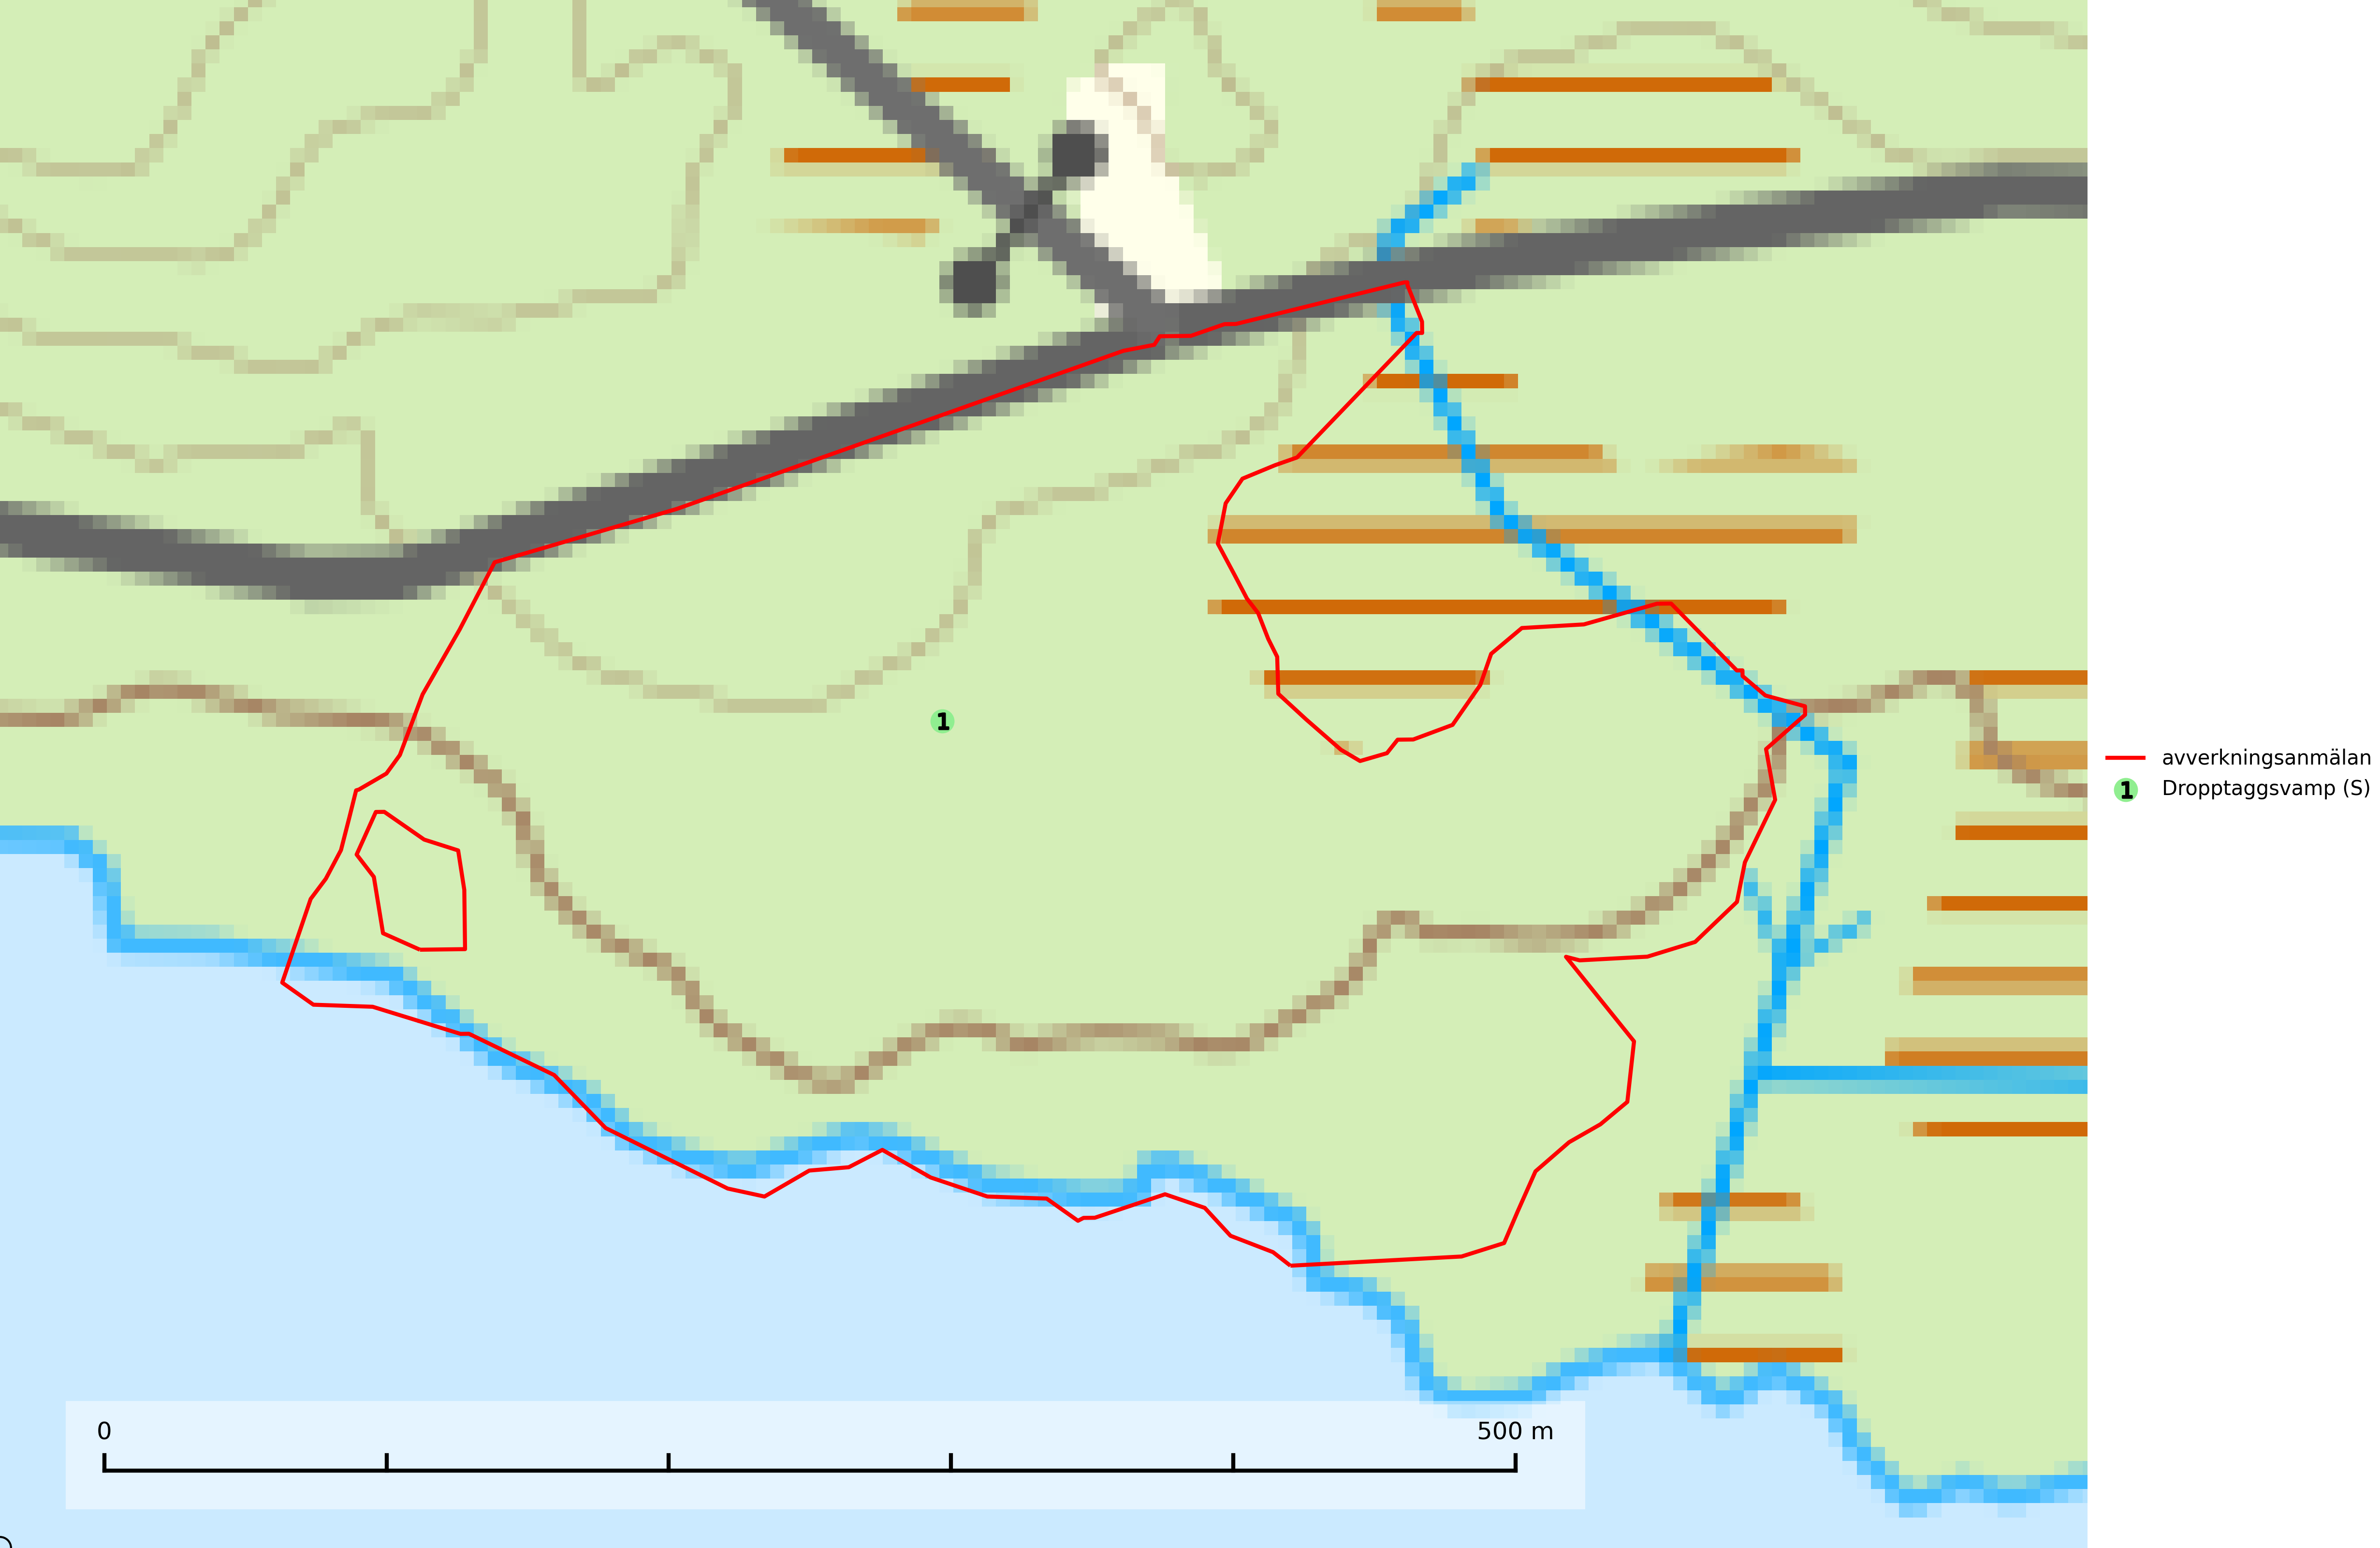 1
avverkningsanmälan
1 Dropptaggsvamp (S)
0 500 m